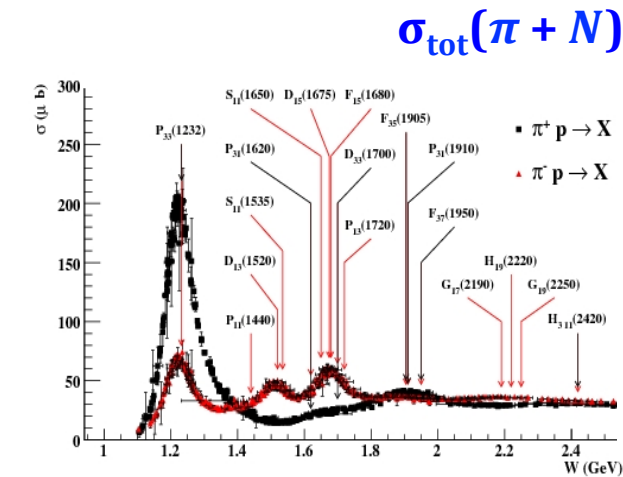 σ_tot(π + N)
σ (μ b)
300
250
200
150
100
50
0
1
1.2
1.4
1.6
1.8
2
2.2
2.4
W (GeV)
S11(1650) D15(1675) F15(1680)
F35(1905)
P33(1232)
P31(1620)
D33(1700)
P31(1910)
S11(1535)
P13(1720)
F37(1950)
D13(1520)
H19(2220)
G17(2190)
G19(2250)
P11(1440)
H3 11(2420)
π+ p → X
π- p → X